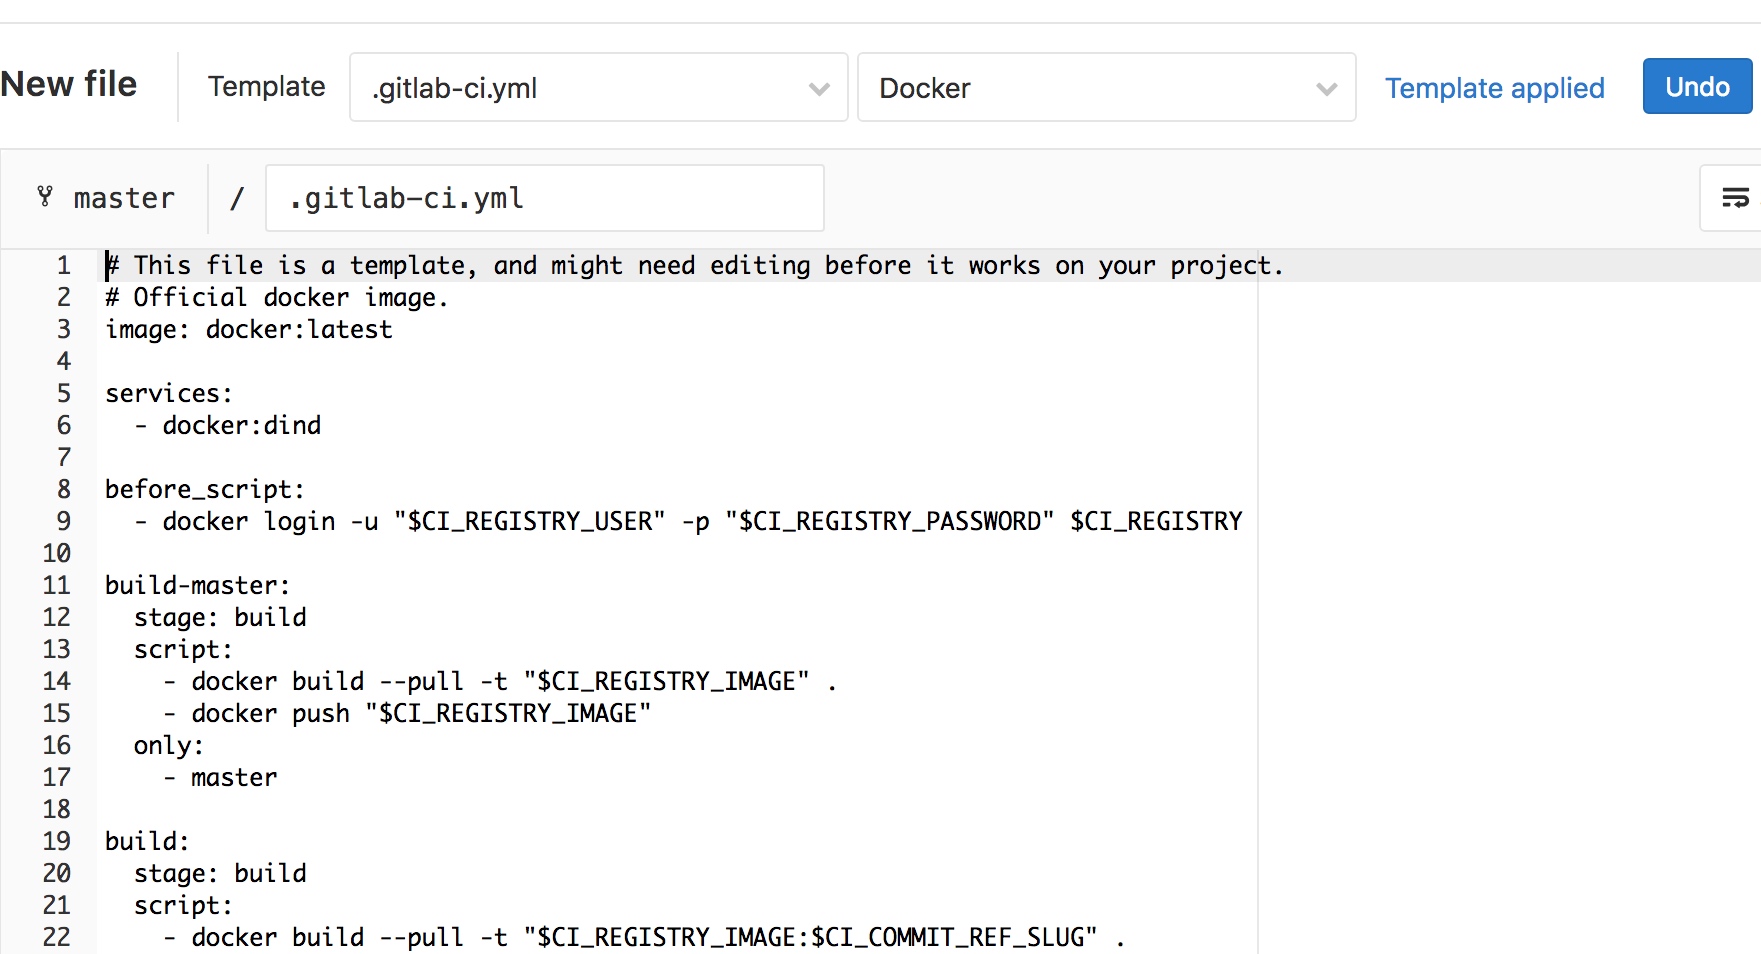 New file Template .gitlab-ci.yml Docker Template applied Undo
master / .gitlab-ci.yml
1 # This file is a template, and might need editing before it works on your project.
2 # Official docker image.
3 image: docker:latest
4
5 services:
6   - docker:dind
7
8 before_script:
9   - docker login -u "$CI_REGISTRY_USER" -p "$CI_REGISTRY_PASSWORD" $CI_REGISTRY
10
11 build-master:
12   stage: build
13   script:
14     - docker build --pull -t "$CI_REGISTRY_IMAGE" .
15     - docker push "$CI_REGISTRY_IMAGE"
16   only:
17     - master
18
19 build:
20   stage: build
21   script:
22     - docker build --pull -t "$CI_REGISTRY_IMAGE:$CI_COMMIT_REF_SLUG" .